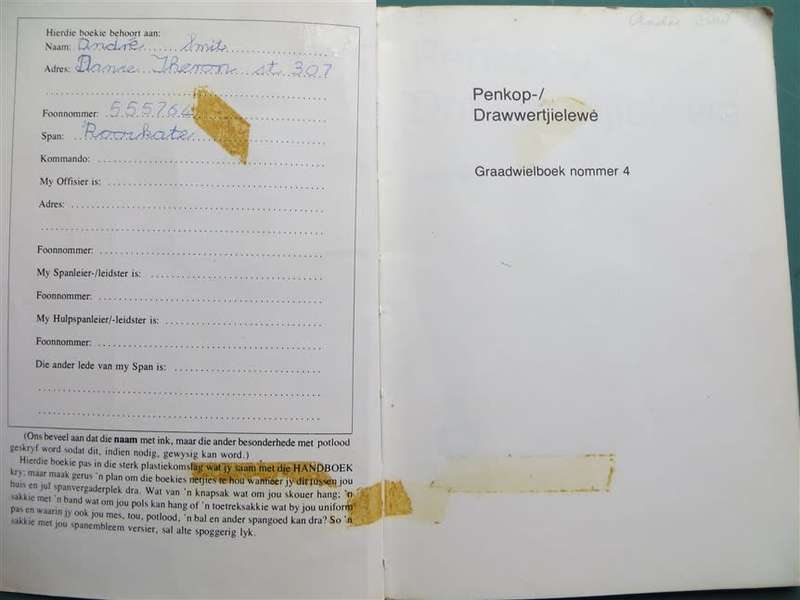 Hierdie boekie behoort aan:
Naam: André Smit
Adres: Danie Theron st 307
Foonnommer: 555766
Span: Rooikatte
Kommando:
My Offisier is:
Adres:
Foonnommer:
My Spanleier-/leidster is:
Foonnommer:
My Hulpspanleier/-leidster is:
Foonnommer:
Die ander lede van my Span is:
(Ons beveel aan dat die naam met ink, maar die ander besonderhede met potlood
geskryf word sodat dit, indien nodig, gewysig kan word.)
Hierdie boekie pas in die sterk plastiekomslag wat jy saam met die HANDBOEK
kry; maar maak gerus 'n plan om die boekies netjies te hou wanneer jy dit tussen jou
huis en jul spanvergaderplek dra. Wat van 'n knapsak wat om jou skouer hang; 'n
sakkie met 'n band wat om jou pols kan hang of 'n toetreksakkie wat by jou uniform
pas en waarin jy ook jou mes, tou, potlood, 'n bal en ander spangoed kan dra? So 'n
sakkie met jou spanembleem versier, sal alte spoggerig lyk.
Penkop-/
Drawwertjielewe
Graadwielboek nommer 4